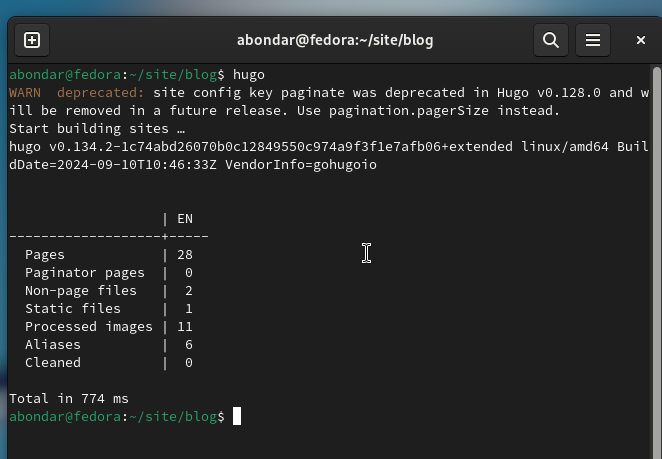 abondar@fedora:~/site/blog
abondar@fedora:~/site/blog$ hugo
WARN  deprecated: site config key paginate was deprecated in Hugo v0.128.0 and w
ill be removed in a future release. Use pagination.pagerSize instead.
Start building sites …
hugo v0.134.2-1c74abd26070b0c12849550c974a9f3f1e7afb06+extended linux/amd64 Buil
dDate=2024-09-10T10:46:33Z VendorInfo=gohugoio
                   | EN
-------------------+-----
  Pages            | 28
  Paginator pages  |  0
  Non-page files   |  2
  Static files     |  1
  Processed images | 11
  Aliases          |  6
  Cleaned          |  0
Total in 774 ms
abondar@fedora:~/site/blog$